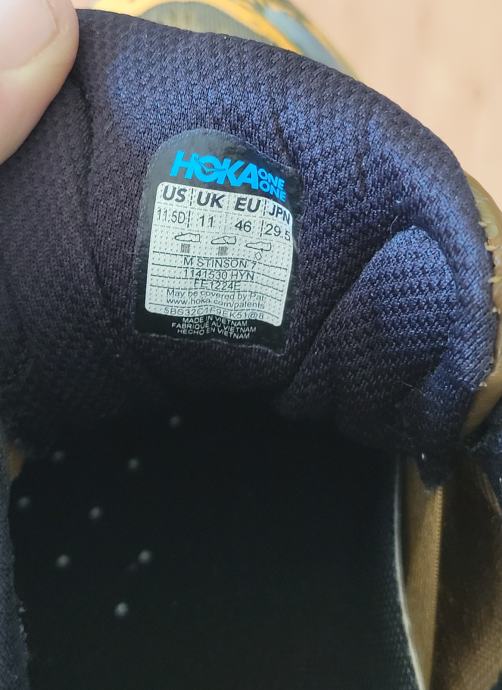 HOKA ONE ONE
US UK EU JPN
11.5D 11 46 29.5
M STINSON 7
1141530 HYN
FE1224E
May be covered by Pat.
www.hoka.com/patents
MADE IN VIETNAM
FABRIQUE AU VIETNAM
HECHO EN VIETNAM